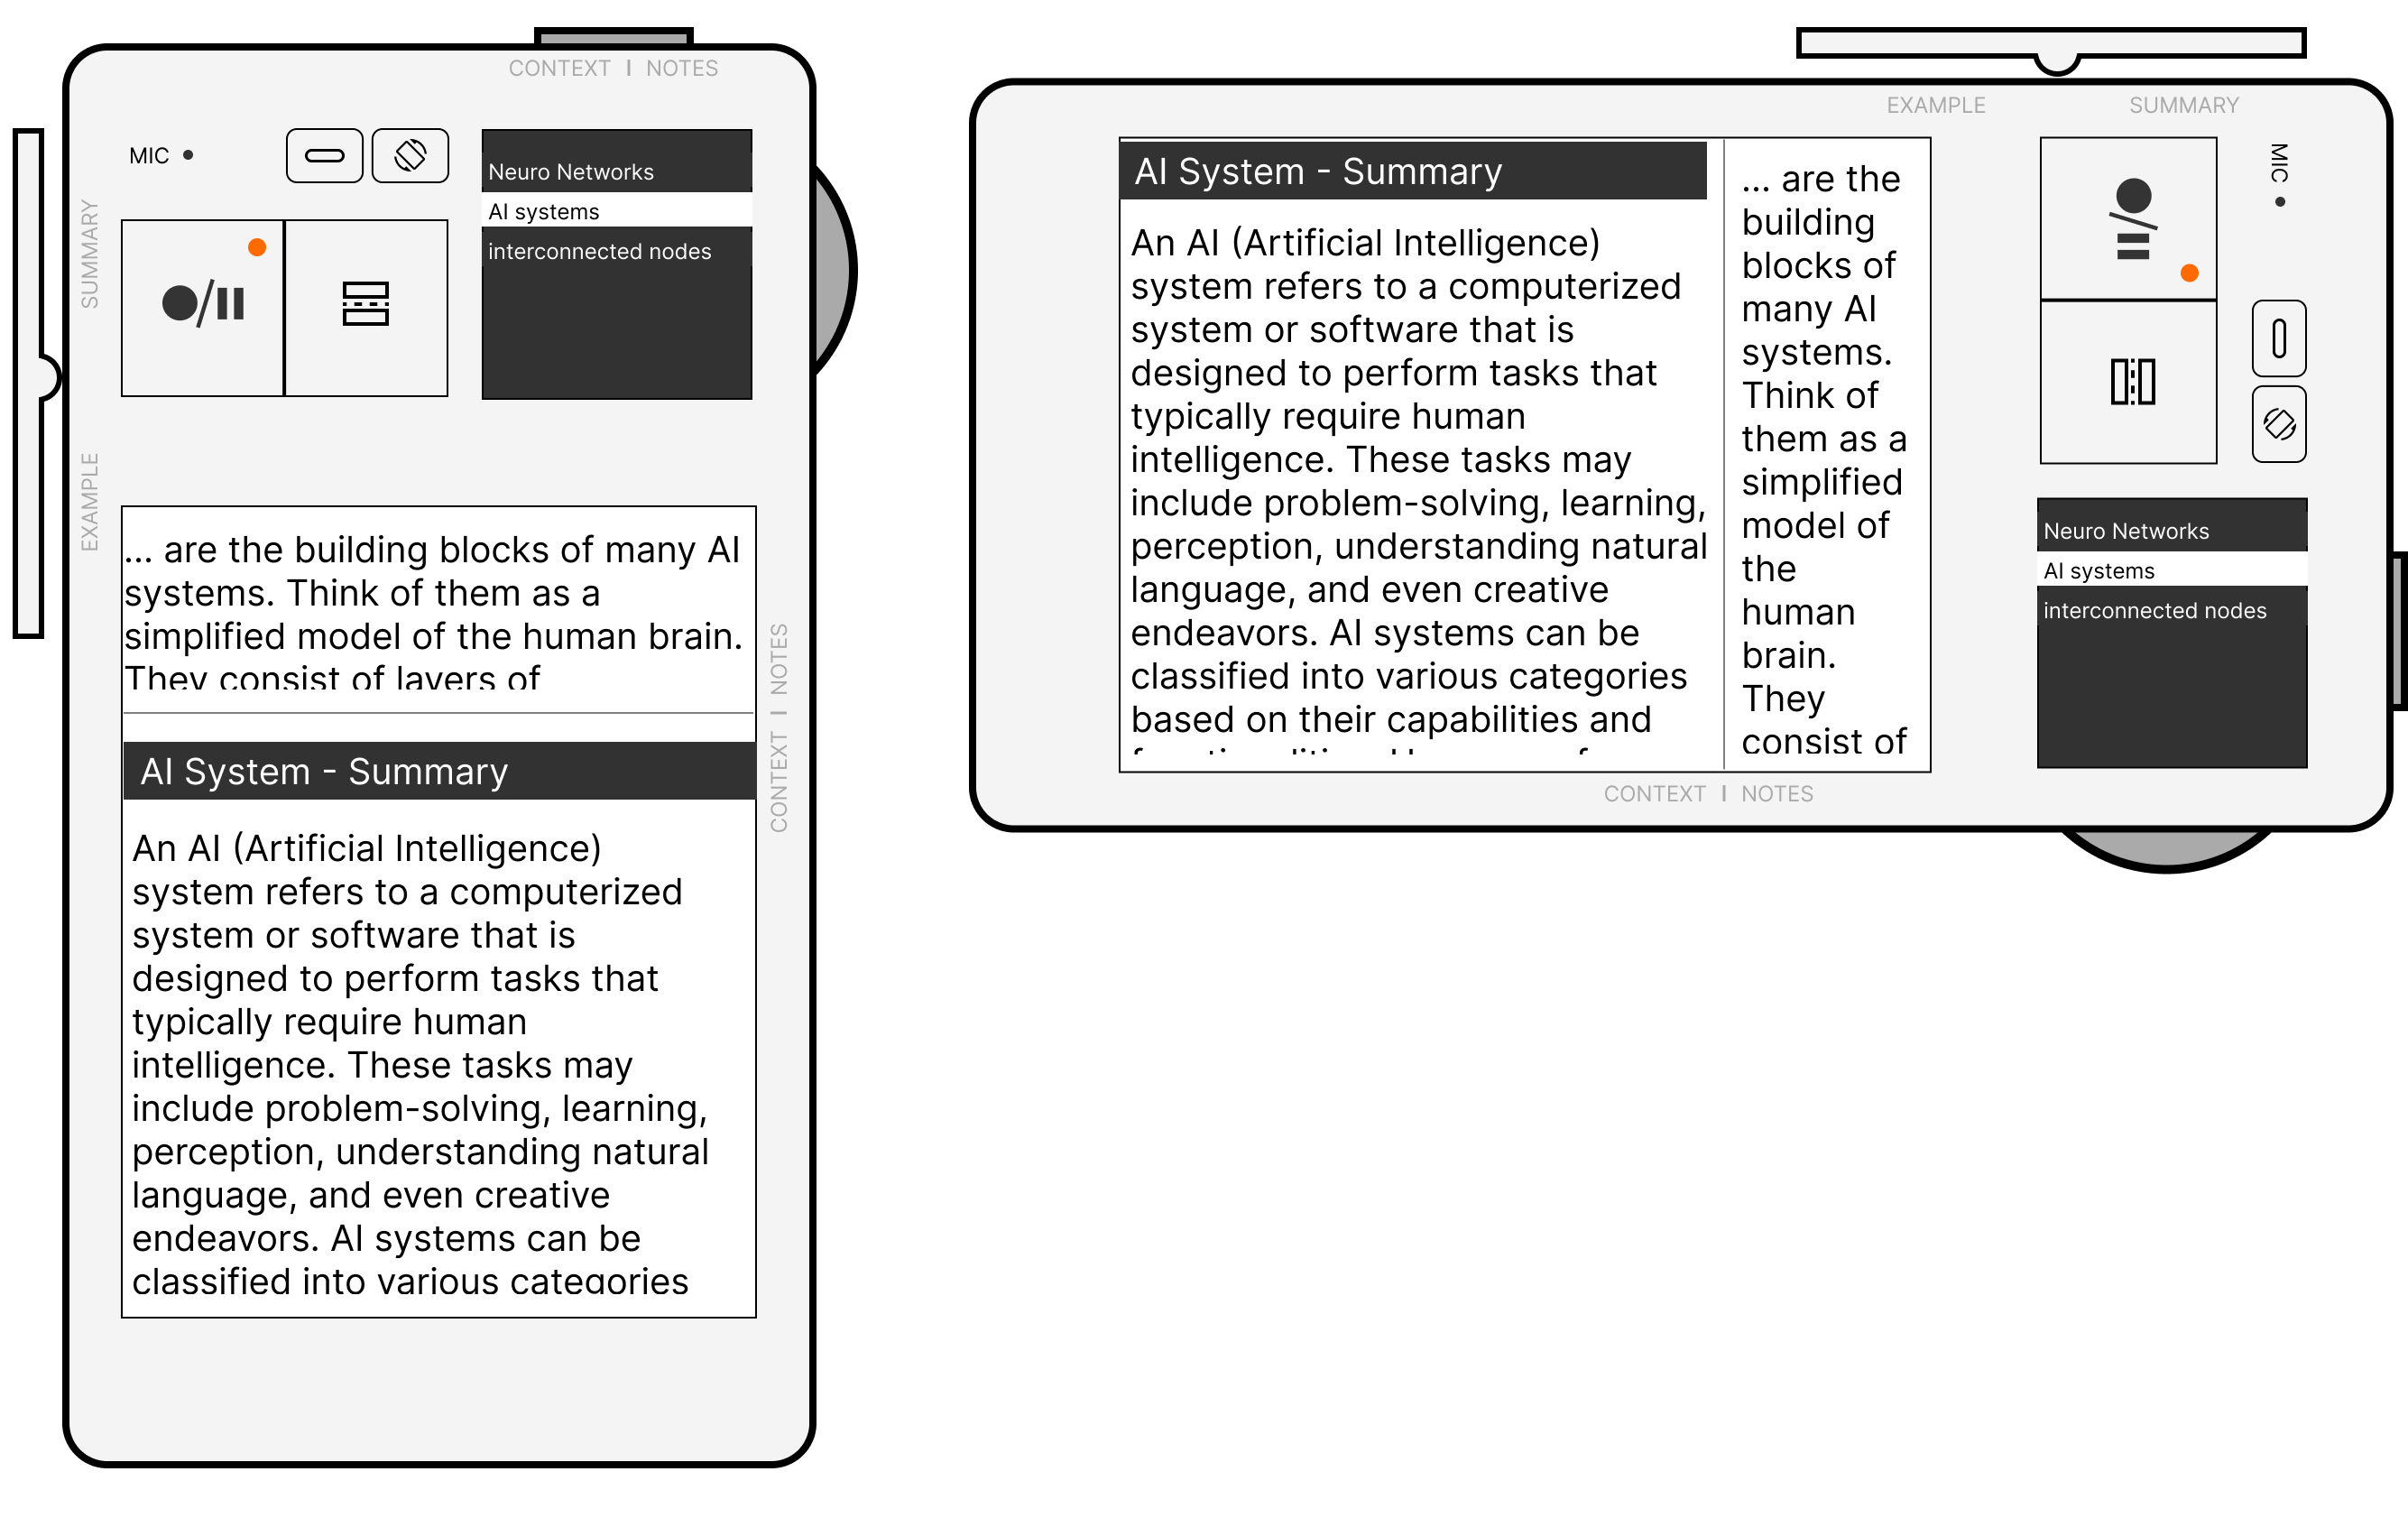 CONTEXT | NOTES
MIC
Neuro Networks
AI systems
interconnected nodes
SUMMARY
EXAMPLE
... are the building blocks of many AI
systems. Think of them as a
simplified model of the human brain.
They consist of layers of
CONTEXT | NOTES
AI System - Summary
An AI (Artificial Intelligence)
system refers to a computerized
system or software that is
designed to perform tasks that
typically require human
intelligence. These tasks may
include problem-solving, learning,
perception, understanding natural
language, and even creative
endeavors. AI systems can be
classified into various categories
EXAMPLE
SUMMARY
AI System - Summary
An AI (Artificial Intelligence)
system refers to a computerized
system or software that is
designed to perform tasks that
typically require human
intelligence. These tasks may
include problem-solving, learning,
perception, understanding natural
language, and even creative
endeavors. AI systems can be
classified into various categories
based on their capabilities and
... are the
building
blocks of
many AI
systems.
Think of
them as a
simplified
model of
the
human
brain.
They
consist of
MIC
Neuro Networks
AI systems
interconnected nodes
CONTEXT | NOTES